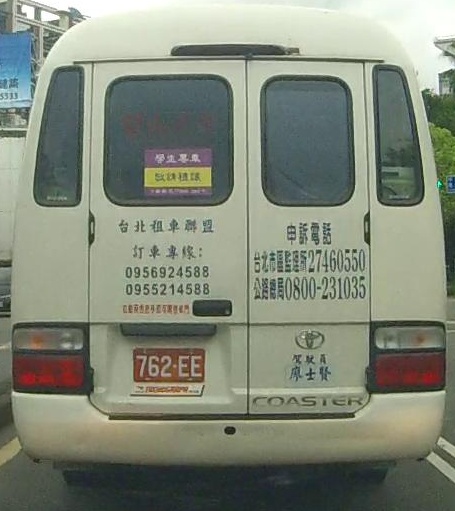 學生專車
敬請禮讓
台北租車聯盟
訂車專線：
0956924588
0955214588
申訴電話
台北市區監理所27460550
公路總局0800-231035
762-EE
駕駛員
廖士賢
COASTER
5533